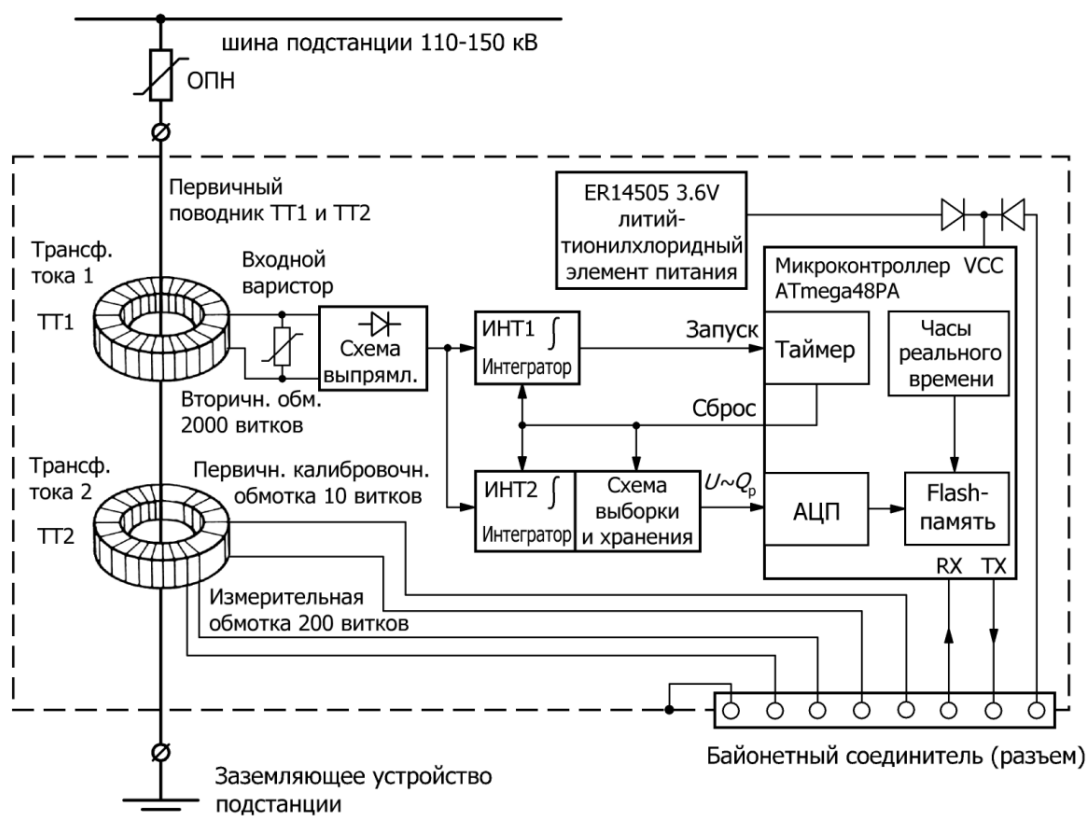 шина подстанции 110-150 кВ
ОПН
Первичный
поводник ТТ1 и ТТ2
Трансф.
тока 1
ТТ1
Входной
варистор
Схема
выпрямл.
Вторичн. обм.
2000 витков
ER14505 3.6V
литий-
тионилхлоридный
элемент питания
Микроконтроллер VCC
ATmega48PA
ИНТ1 ∫
Интегратор
Запуск
Таймер
Часы
реального
времени
Сброс
Трансф.
тока 2
ТТ2
Первичн. калибровочн.
обмотка 10 витков
ИНТ2 ∫
Интегратор
Схема
выборки
и хранения
U~Qр
АЦП
Flash-
память
RX TX
Измерительная
обмотка 200 витков
Байонетный соединитель (разъем)
Заземляющее устройство
подстанции